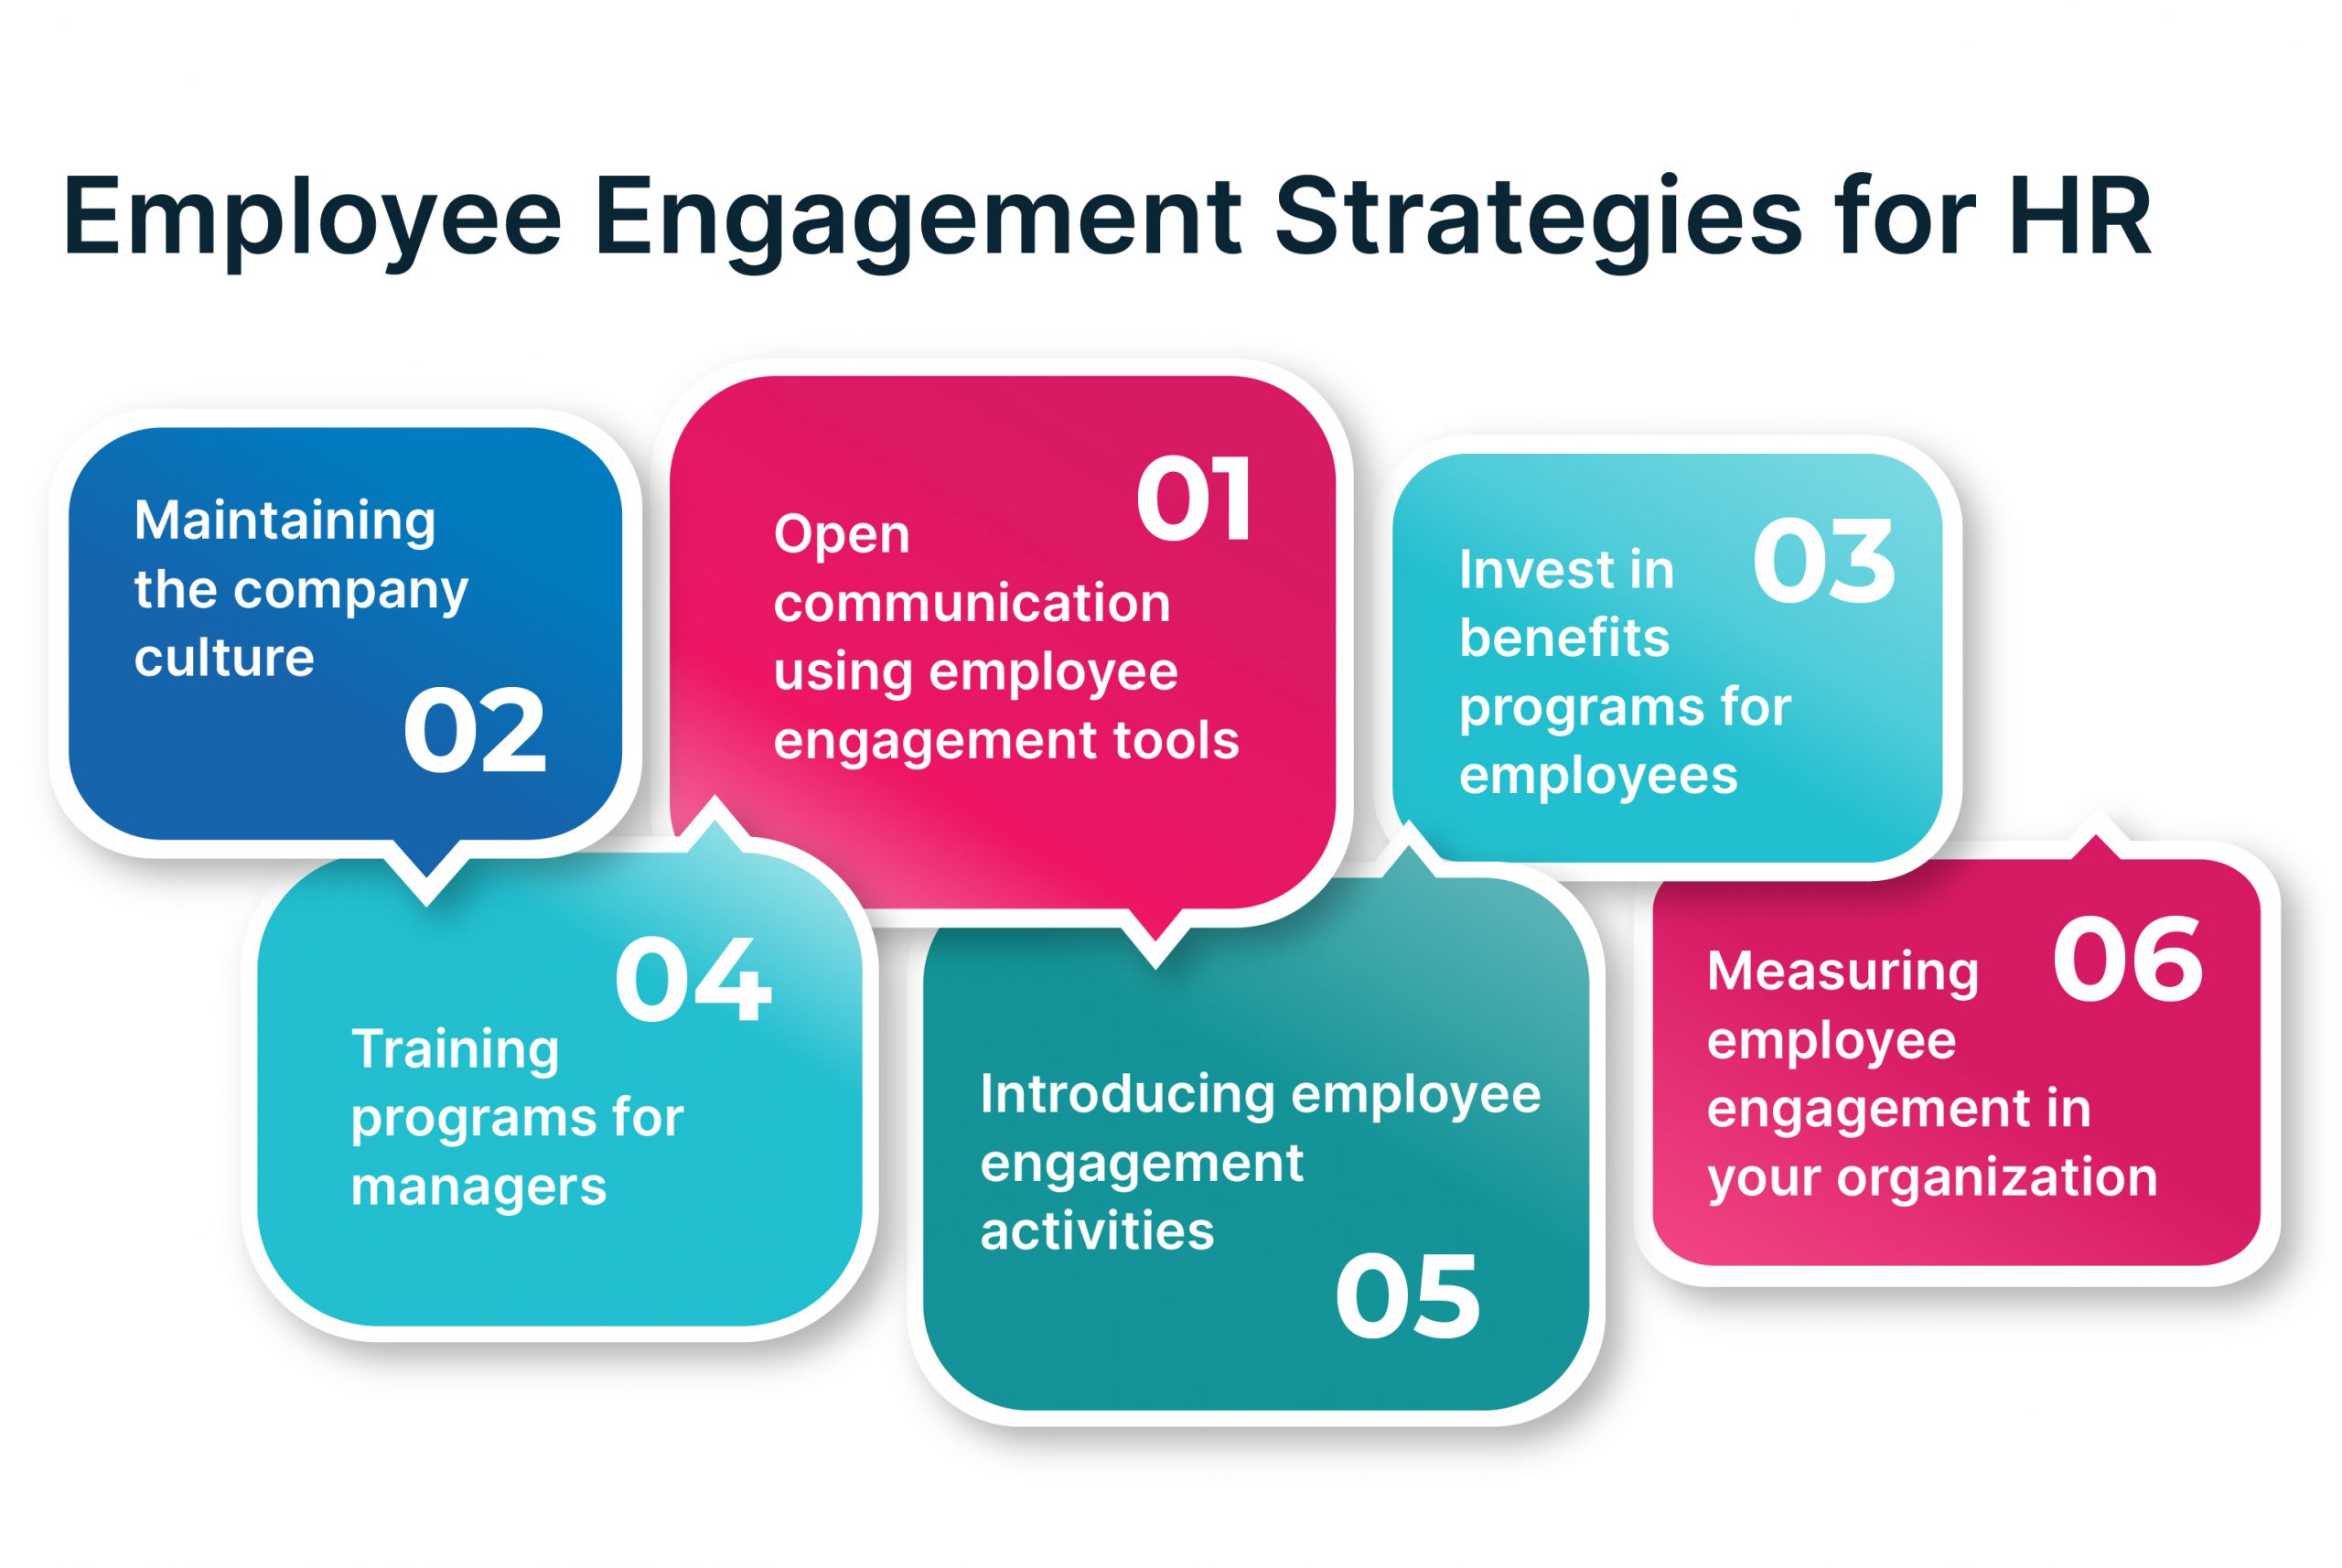 Employee Engagement Strategies for HR
Maintaining
the company
culture
02
01
Open
communication
using employee
engagement tools
03
Invest in
benefits
programs for
employees
04
Training
programs for
managers
Introducing employee
engagement
activities
05
06
Measuring
employee
engagement in
your organization